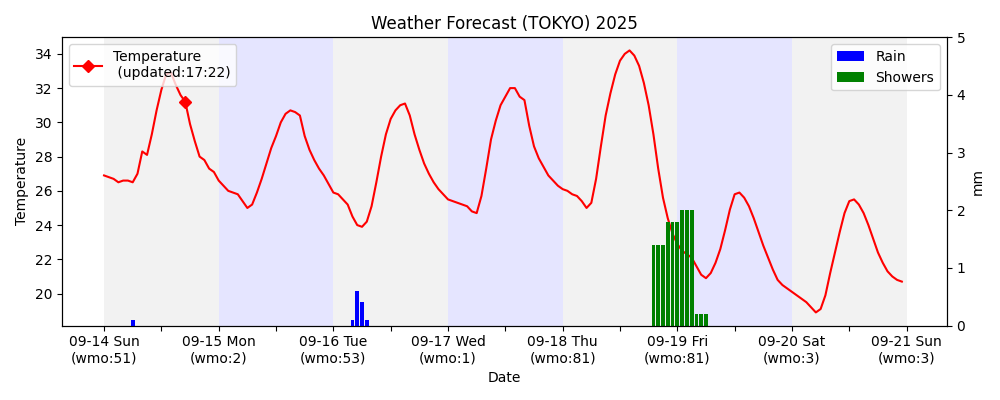 Weather Forecast (TOKYO) 2025
Temperature
(updated:17:22)
Rain
Showers
34
32
30
28
26
24
22
20
Temperature
5
4
3
2
1
0
mm
09-14 Sun
(wmo:51)
09-15 Mon
(wmo:2)
09-16 Tue
(wmo:53)
09-17 Wed
(wmo:1)
09-18 Thu
(wmo:81)
09-19 Fri
(wmo:81)
09-20 Sat
(wmo:3)
09-21 Sun
(wmo:3)
Date